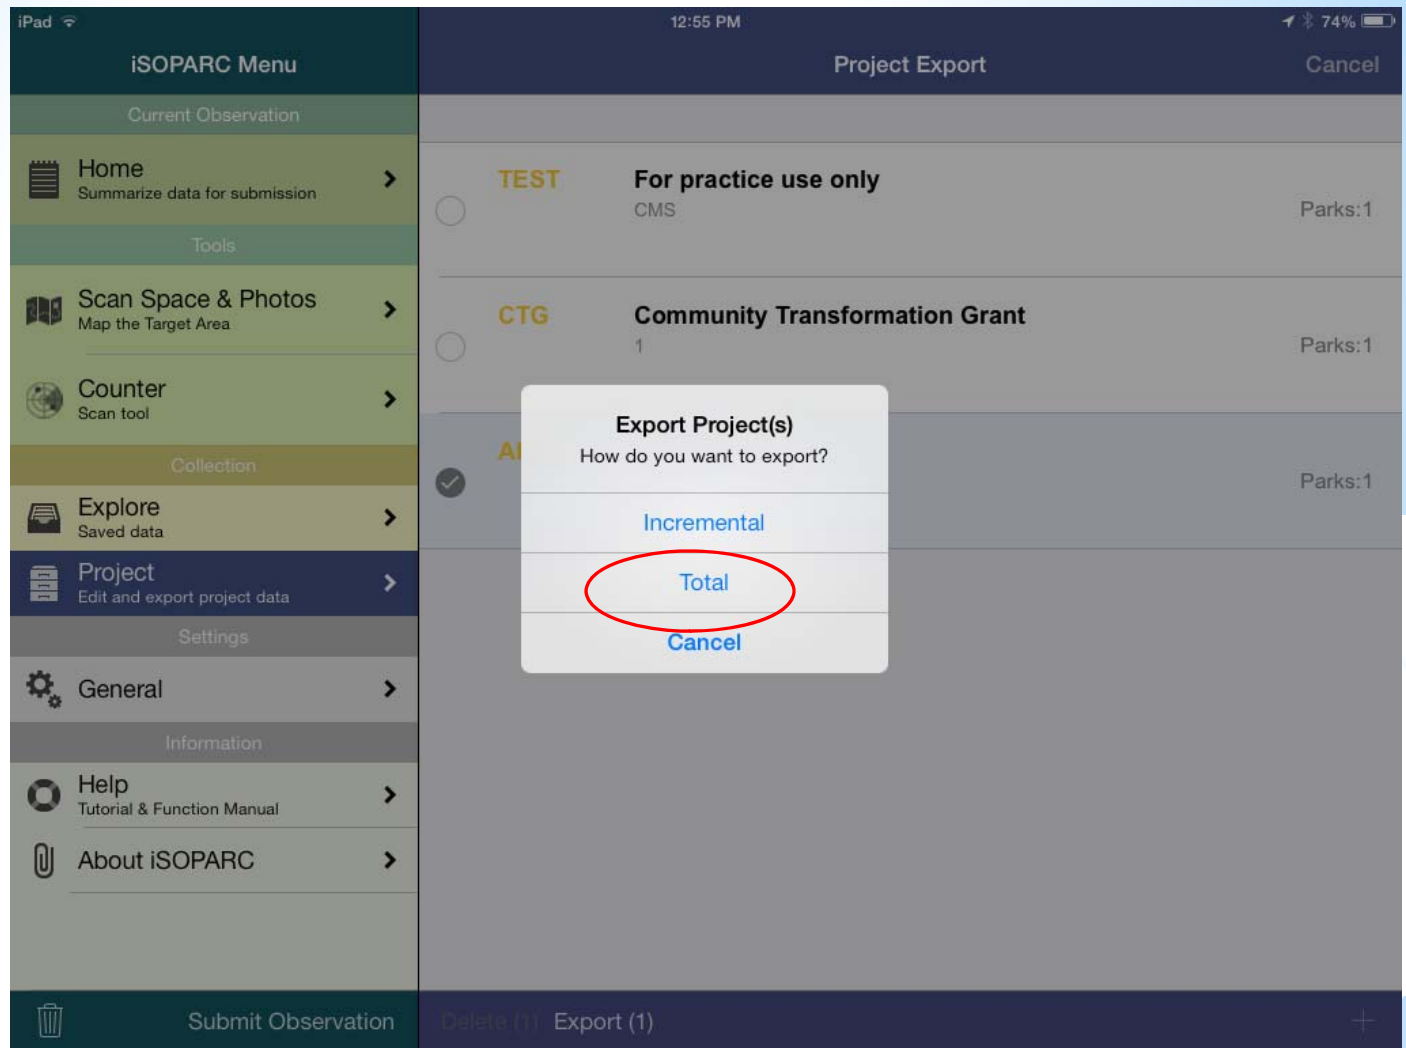 iPad
12:55 PM
74%
iSOPARC Menu
Project Export
Cancel
Current Observation
Home
Summarize data for submission
Tools
Scan Space & Photos
Map the Target Area
Counter
Scan tool
Collection
Explore
Saved data
Project
Edit and export project data
Settings
General
Information
Help
Tutorial & Function Manual
About iSOPARC
Submit Observation
TEST
For practice use only
CMS
Parks:1
CTG
Community Transformation Grant
1
Parks:1
Parks:1
Export Project(s)
How do you want to export?
Incremental
Total
Cancel
Delete (1)
Export (1)